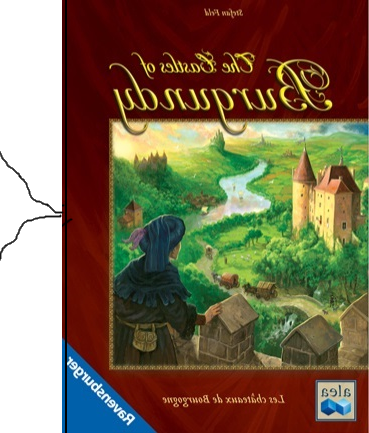 Stefan Feld
The Castles of
Burgundy
Les châteaux de Bourgogne
Ravensburger
alea